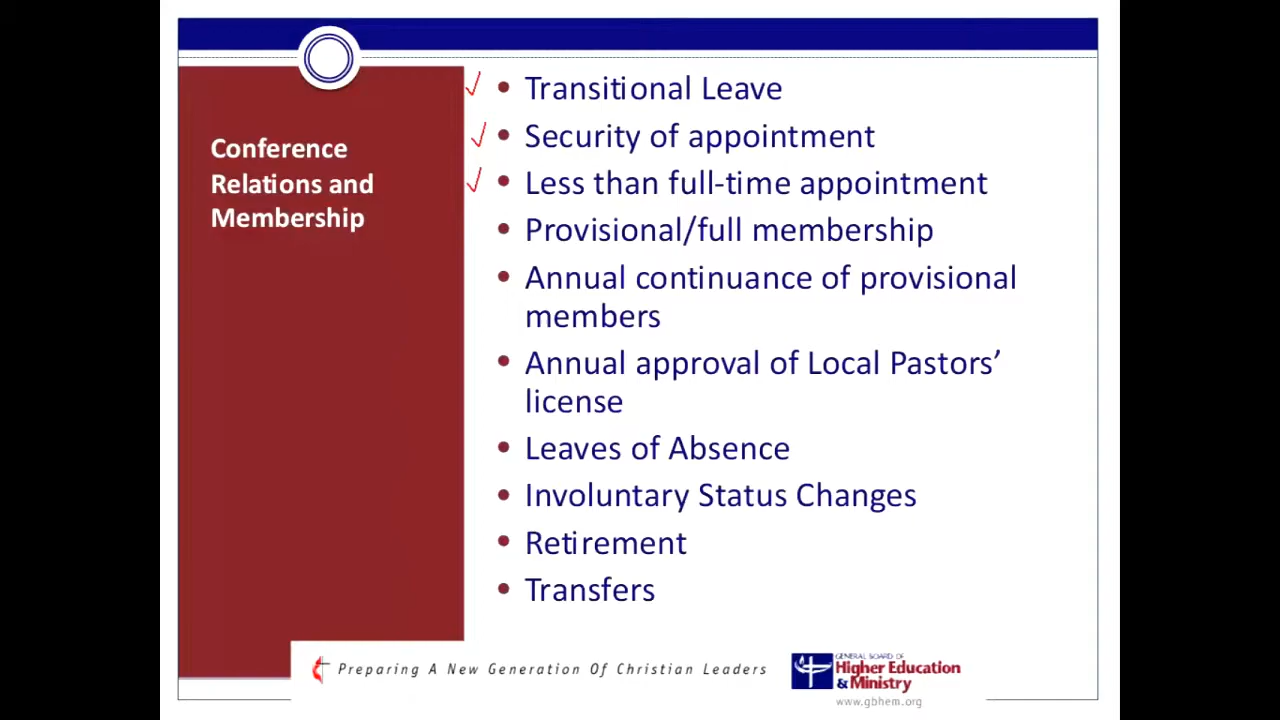 Conference
Relations and
Membership
• Transitional Leave
• Security of appointment
• Less than full-time appointment
• Provisional/full membership
• Annual continuance of provisional
members
• Annual approval of Local Pastors’
license
• Leaves of Absence
• Involuntary Status Changes
• Retirement
• Transfers
Preparing A New Generation Of Christian Leaders
GENERAL BOARD OF
Higher Education
& Ministry
www.gbhem.org